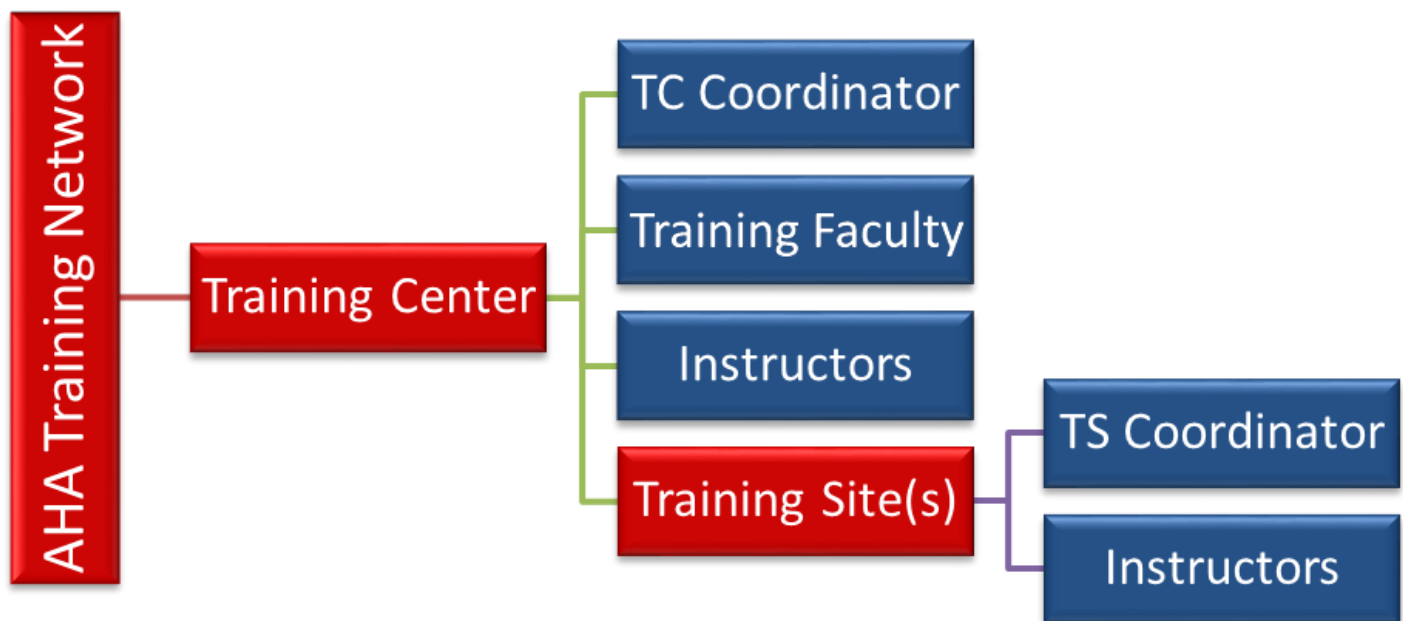 AHA Training Network
Training Center
TC Coordinator
Training Faculty
Instructors
Training Site(s)
TS Coordinator
Instructors